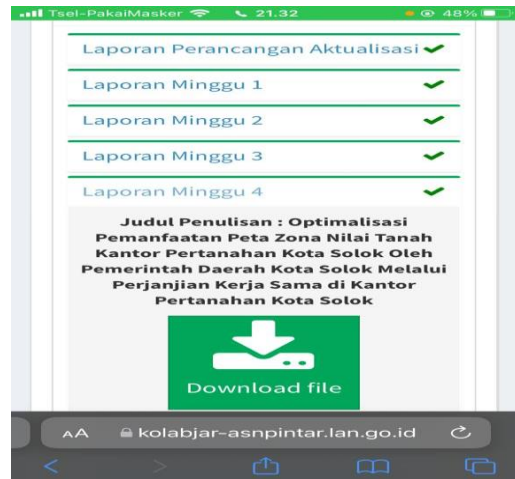 Tsel-PakaiMasker 21.32 48%
Laporan Perancangan Aktualisasi
Laporan Minggu 1
Laporan Minggu 2
Laporan Minggu 3
Laporan Minggu 4
Judul Penulisan : Optimalisasi
Pemanfaatan Peta Zona Nilai Tanah
Kantor Pertanahan Kota Solok Oleh
Pemerintah Daerah Kota Solok Melalui
Perjanjian Kerja Sama di Kantor
Pertanahan Kota Solok
Download file
AA kolabjar-asnpintar.lan.go.id